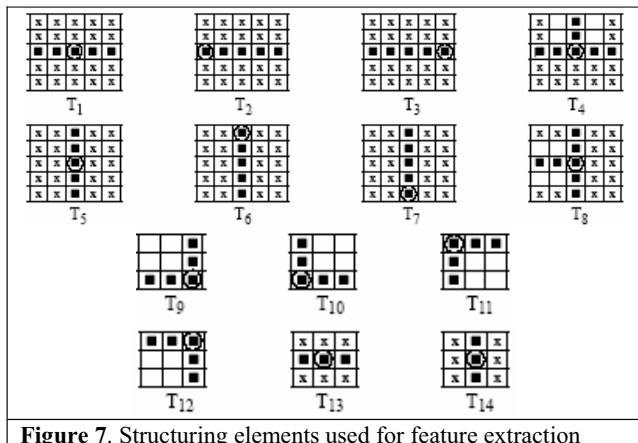 T₁ T₂ T₃ T₄
T₅ T₆ T₇ T₈
T₉ T₁₀ T₁₁
T₁₂ T₁₃ T₁₄
Figure 7. Structuring elements used for feature extraction